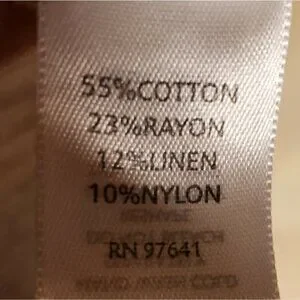 55%COTTON
23%RAYON
12%LINEN
10%NYLON
RN 97641